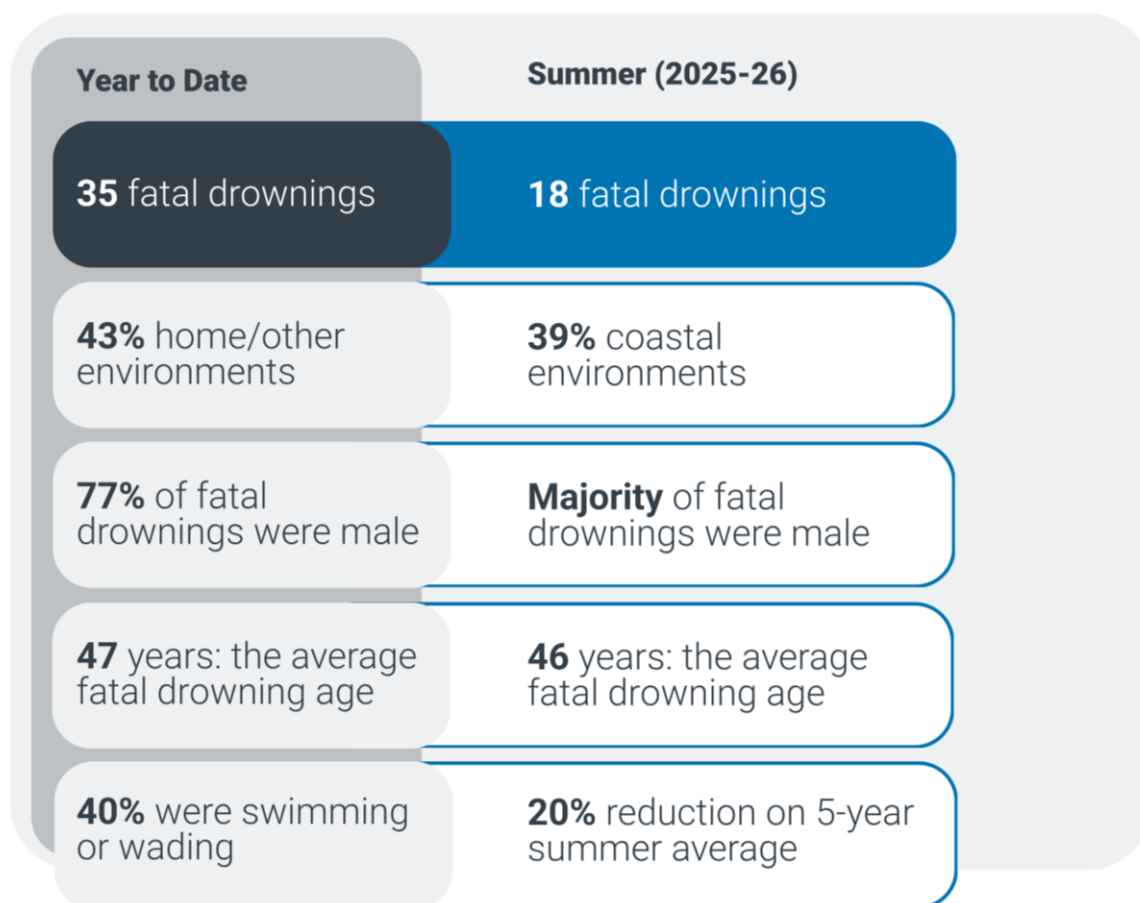 Year to Date
Summer (2025-26)
35 fatal drownings
18 fatal drownings
43% home/other
environments
39% coastal
environments
77% of fatal
drownings were male
Majority of fatal
drownings were male
47 years: the average
fatal drowning age
46 years: the average
fatal drowning age
40% were swimming
or wading
20% reduction on 5-year
summer average